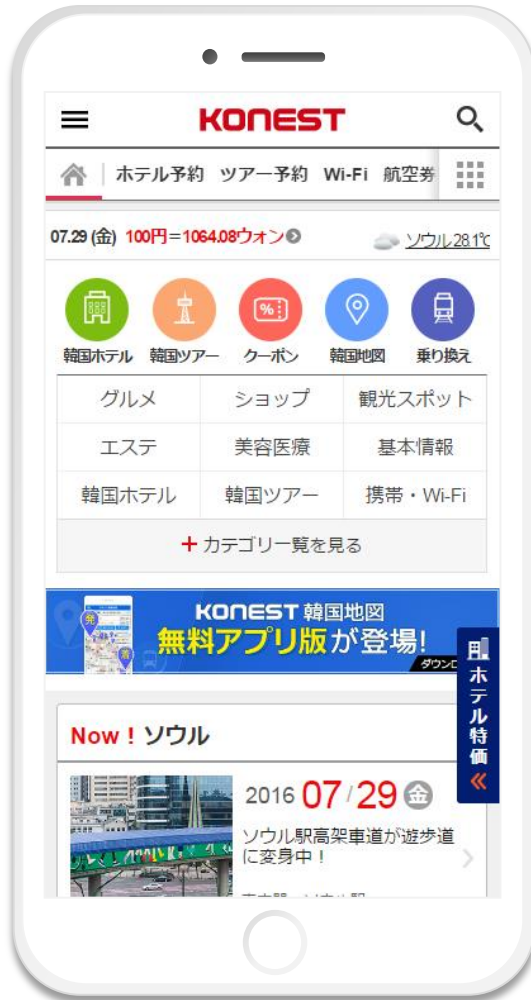 KONEST
ホテル予約 ツアー予約 Wi-Fi 航空券
07.29 (金) 100円=1064.08ウォン ソウル28.1℃
韓国ホテル 韓国ツアー クーポン 韓国地図 乗り換え
グルメ ショップ 観光スポット
エステ 美容医療 基本情報
韓国ホテル 韓国ツアー 携帯・Wi-Fi
+ カテゴリ一覧を見る
KONEST 韓国地図
無料アプリ版が登場!
ホテル特価
Now ! ソウル
2016 07/29 金
ソウル駅高架車道が遊歩道
に変身中!